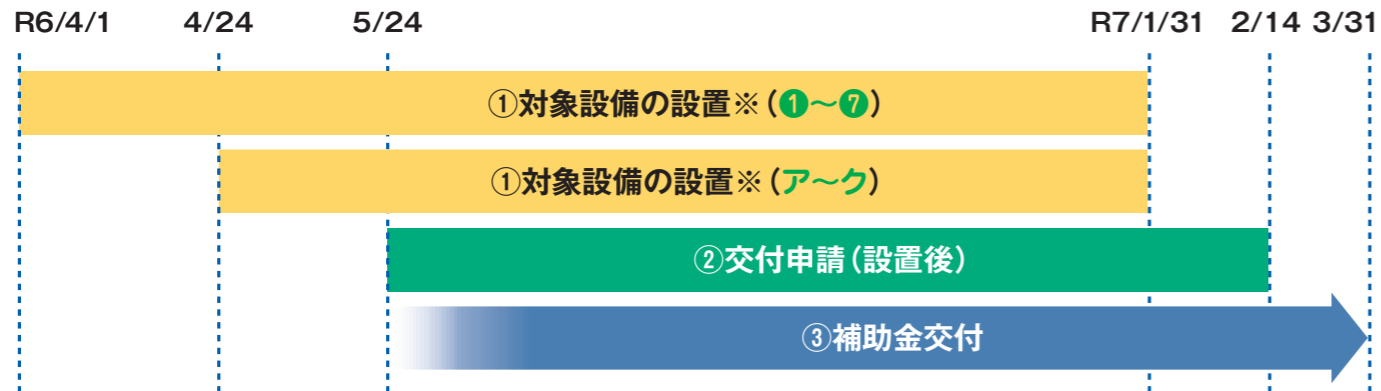 R6/4/1 4/24 5/24 R7/1/31 2/14 3/31
①対象設備の設置※（❶～❼）
①対象設備の設置※（ア～ク）
②交付申請（設置後）
③補助金交付